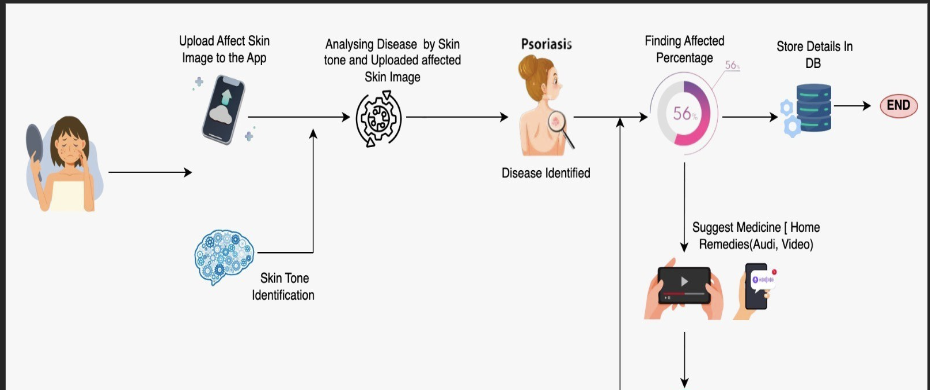 Upload Affect Skin
Image to the App
Analysing Disease by Skin
tone and Uploaded affected
Skin Image
Psoriasis
Disease Identified
Finding Affected
Percentage
56%
56%
Store Details In
DB
END
Skin Tone
Identification
Suggest Medicine [ Home
Remedies(Audi, Video)